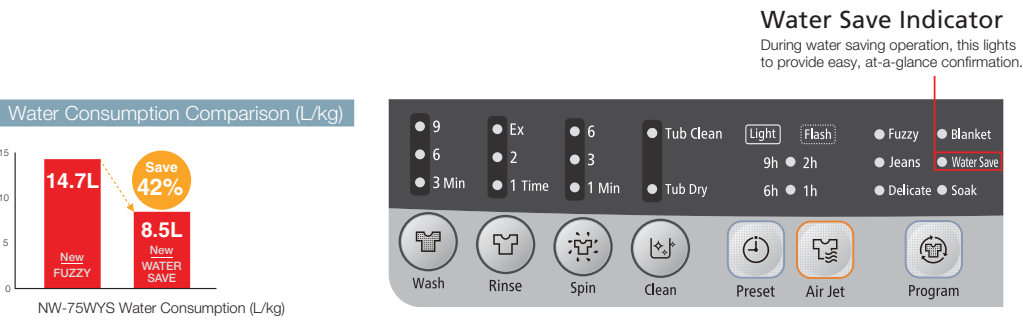 Water Save Indicator
During water saving operation, this lights
to provide easy, at-a-glance confirmation.
Water Consumption Comparison (L/kg)
15
10
5
0
14.7L
New
FUZZY
Save
42%
8.5L
New
WATER
SAVE
NW-75WYS Water Consumption (L/kg)
9
6
3 Min
Ex
2
1 Time
6
3
1 Min
Tub Clean
Tub Dry
Light Flash
9h 2h
6h 1h
Fuzzy Blanket
Jeans Water Save
Delicate Soak
Wash Rinse Spin Clean Preset Air Jet Program